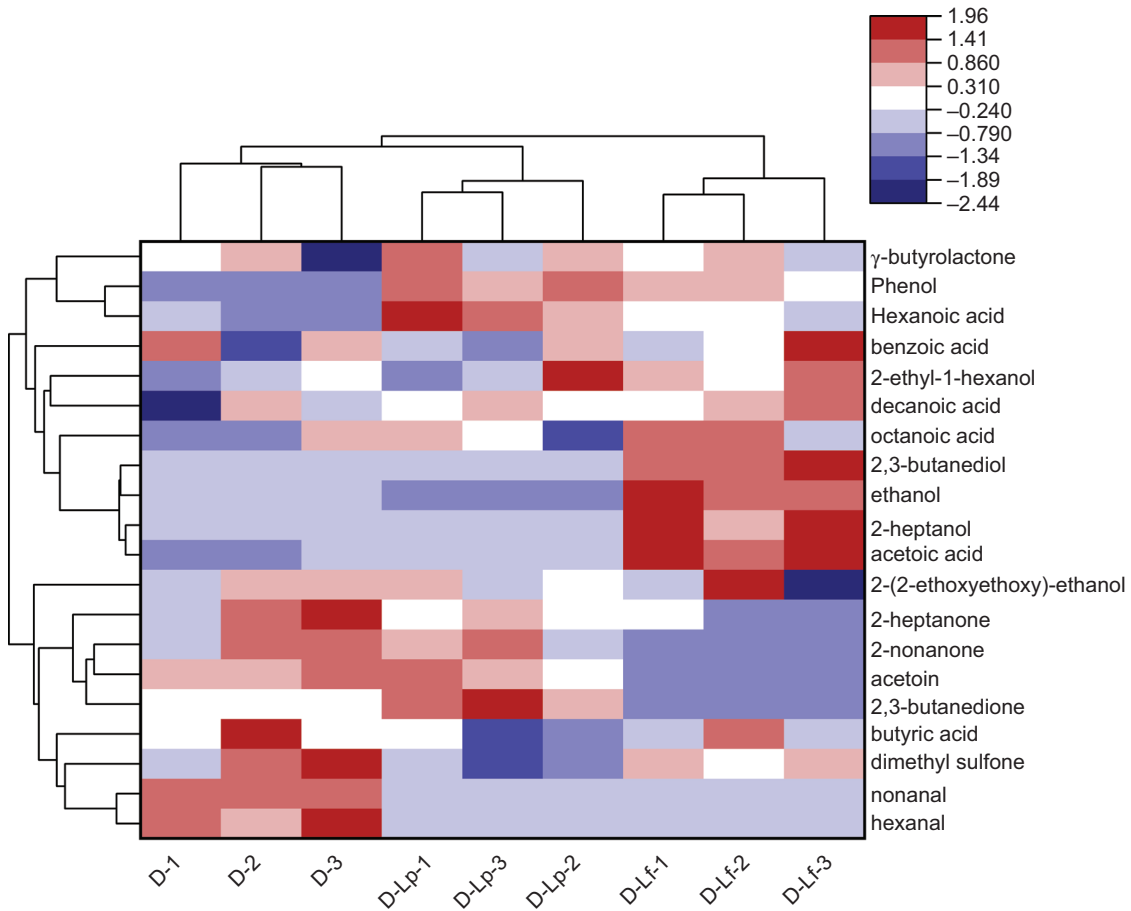 1.96
1.41
0.860
0.310
−0.240
−0.790
−1.34
−1.89
−2.44
γ-butyrolactone
Phenol
Hexanoic acid
benzoic acid
2-ethyl-1-hexanol
decanoic acid
octanoic acid
2,3-butanediol
ethanol
2-heptanol
acetoic acid
2-(2-ethoxyethoxy)-ethanol
2-heptanone
2-nonanone
acetoin
2,3-butanedione
butyric acid
dimethyl sulfone
nonanal
hexanal
D-1 D-2 D-3 D-Lp-1 D-Lp-3 D-Lp-2 D-Lf-1 D-Lf-2 D-Lf-3